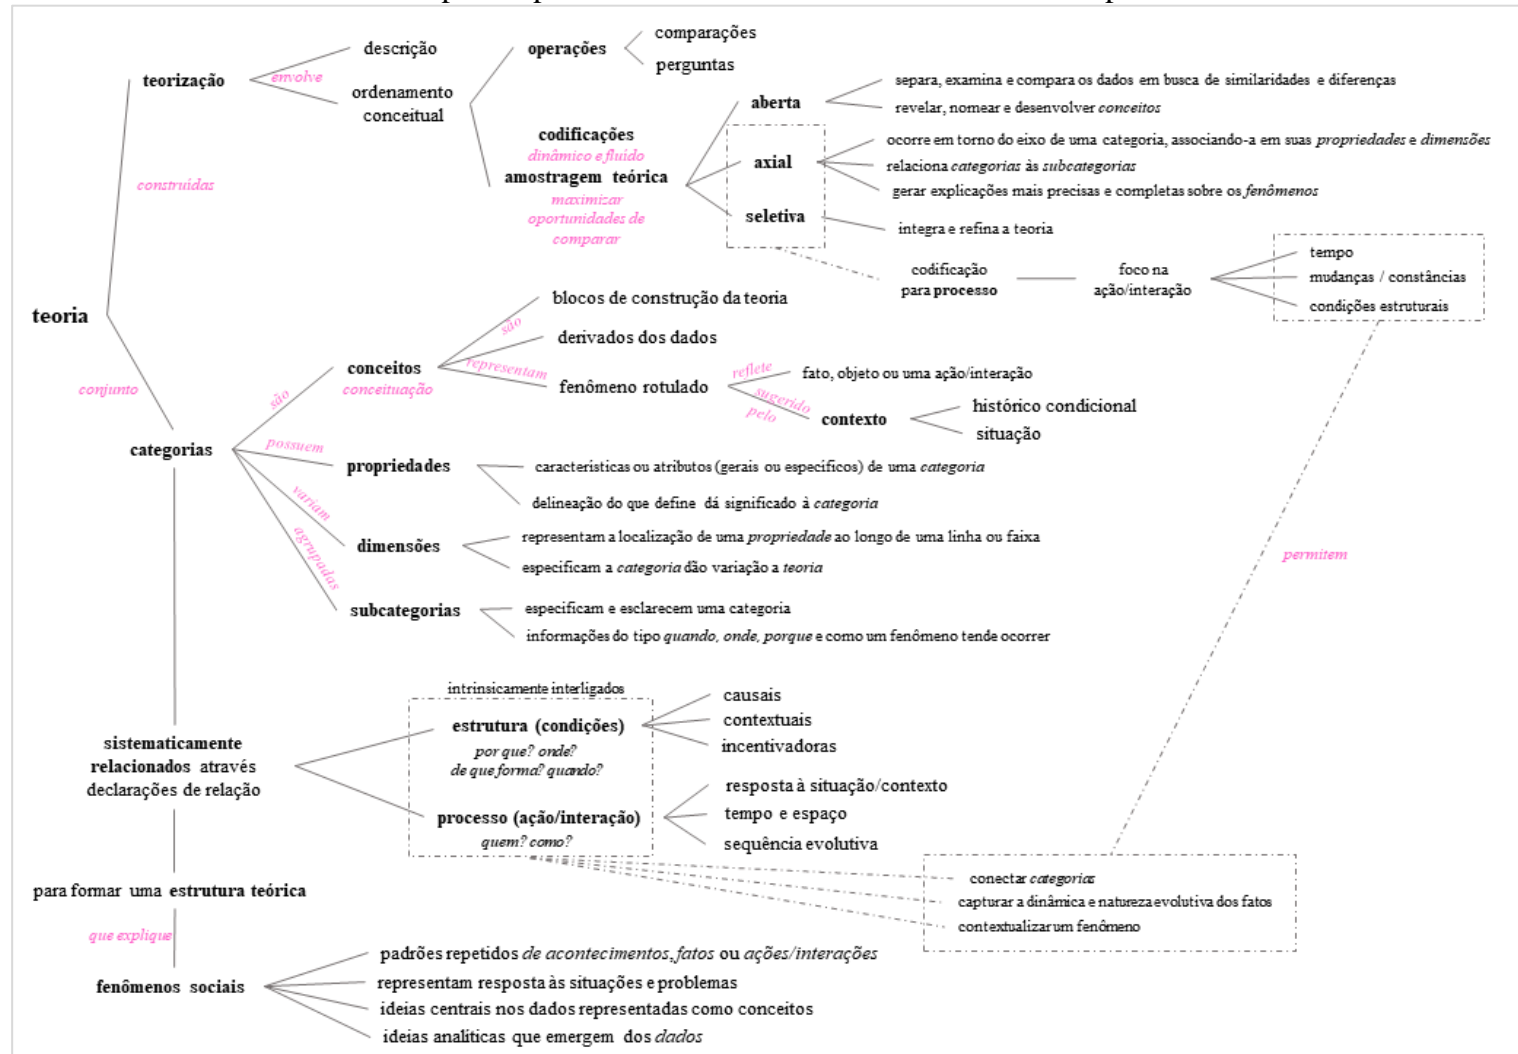 teoria
construídas
teorização
envolve
descrição
ordenamento
conceitual
operações
comparações
perguntas
codificações
dinâmico e fluído
amostragem teórica
maximizar
oportunidades de
comparar
aberta
separa, examina e compara os dados em busca de similaridades e diferenças
revelar, nomear e desenvolver conceitos
axial
ocorre em torno do eixo de uma categoria, associando-a em suas propriedades e dimensões
relaciona categorias às subcategorias
gerar explicações mais precisas e completas sobre os fenômenos
seletiva
integra e refina a teoria
codificação
para processo
foco na
ação/interação
tempo
mudanças / constâncias
condições estruturais
conjunto
categorias
são
conceitos
conceituação
são
blocos de construção da teoria
derivados dos dados
representam
fenômeno rotulado
reflete
fato, objeto ou uma ação/interação
sugerido
pelo
contexto
histórico condicional
situação
possuem
propriedades
características ou atributos (gerais ou específicos) de uma categoria
delineação do que define dá significado à categoria
variam
dimensões
representam a localização de uma propriedade ao longo de uma linha ou faixa
especificam a categoria dão variação a teoria
agrupadas
subcategorias
especificam e esclarecem uma categoria
informações do tipo quando, onde, porque e como um fenômeno tende ocorrer
permitem
sistematicamente
relacionados através
declarações de relação
intrinsicamente interligados
estrutura (condições)
por que? onde?
de que forma? quando?
causais
contextuais
incentivadoras
processo (ação/interação)
quem? como?
resposta à situação/contexto
tempo e espaço
sequência evolutiva
conectar categorias
capturar a dinâmica e natureza evolutiva dos fatos
contextualizar um fenômeno
para formar uma estrutura teórica
que explique
fenômenos sociais
padrões repetidos de acontecimentos, fatos ou ações/interações
representam resposta às situações e problemas
ideias centrais nos dados representadas como conceitos
ideias analíticas que emergem dos dados